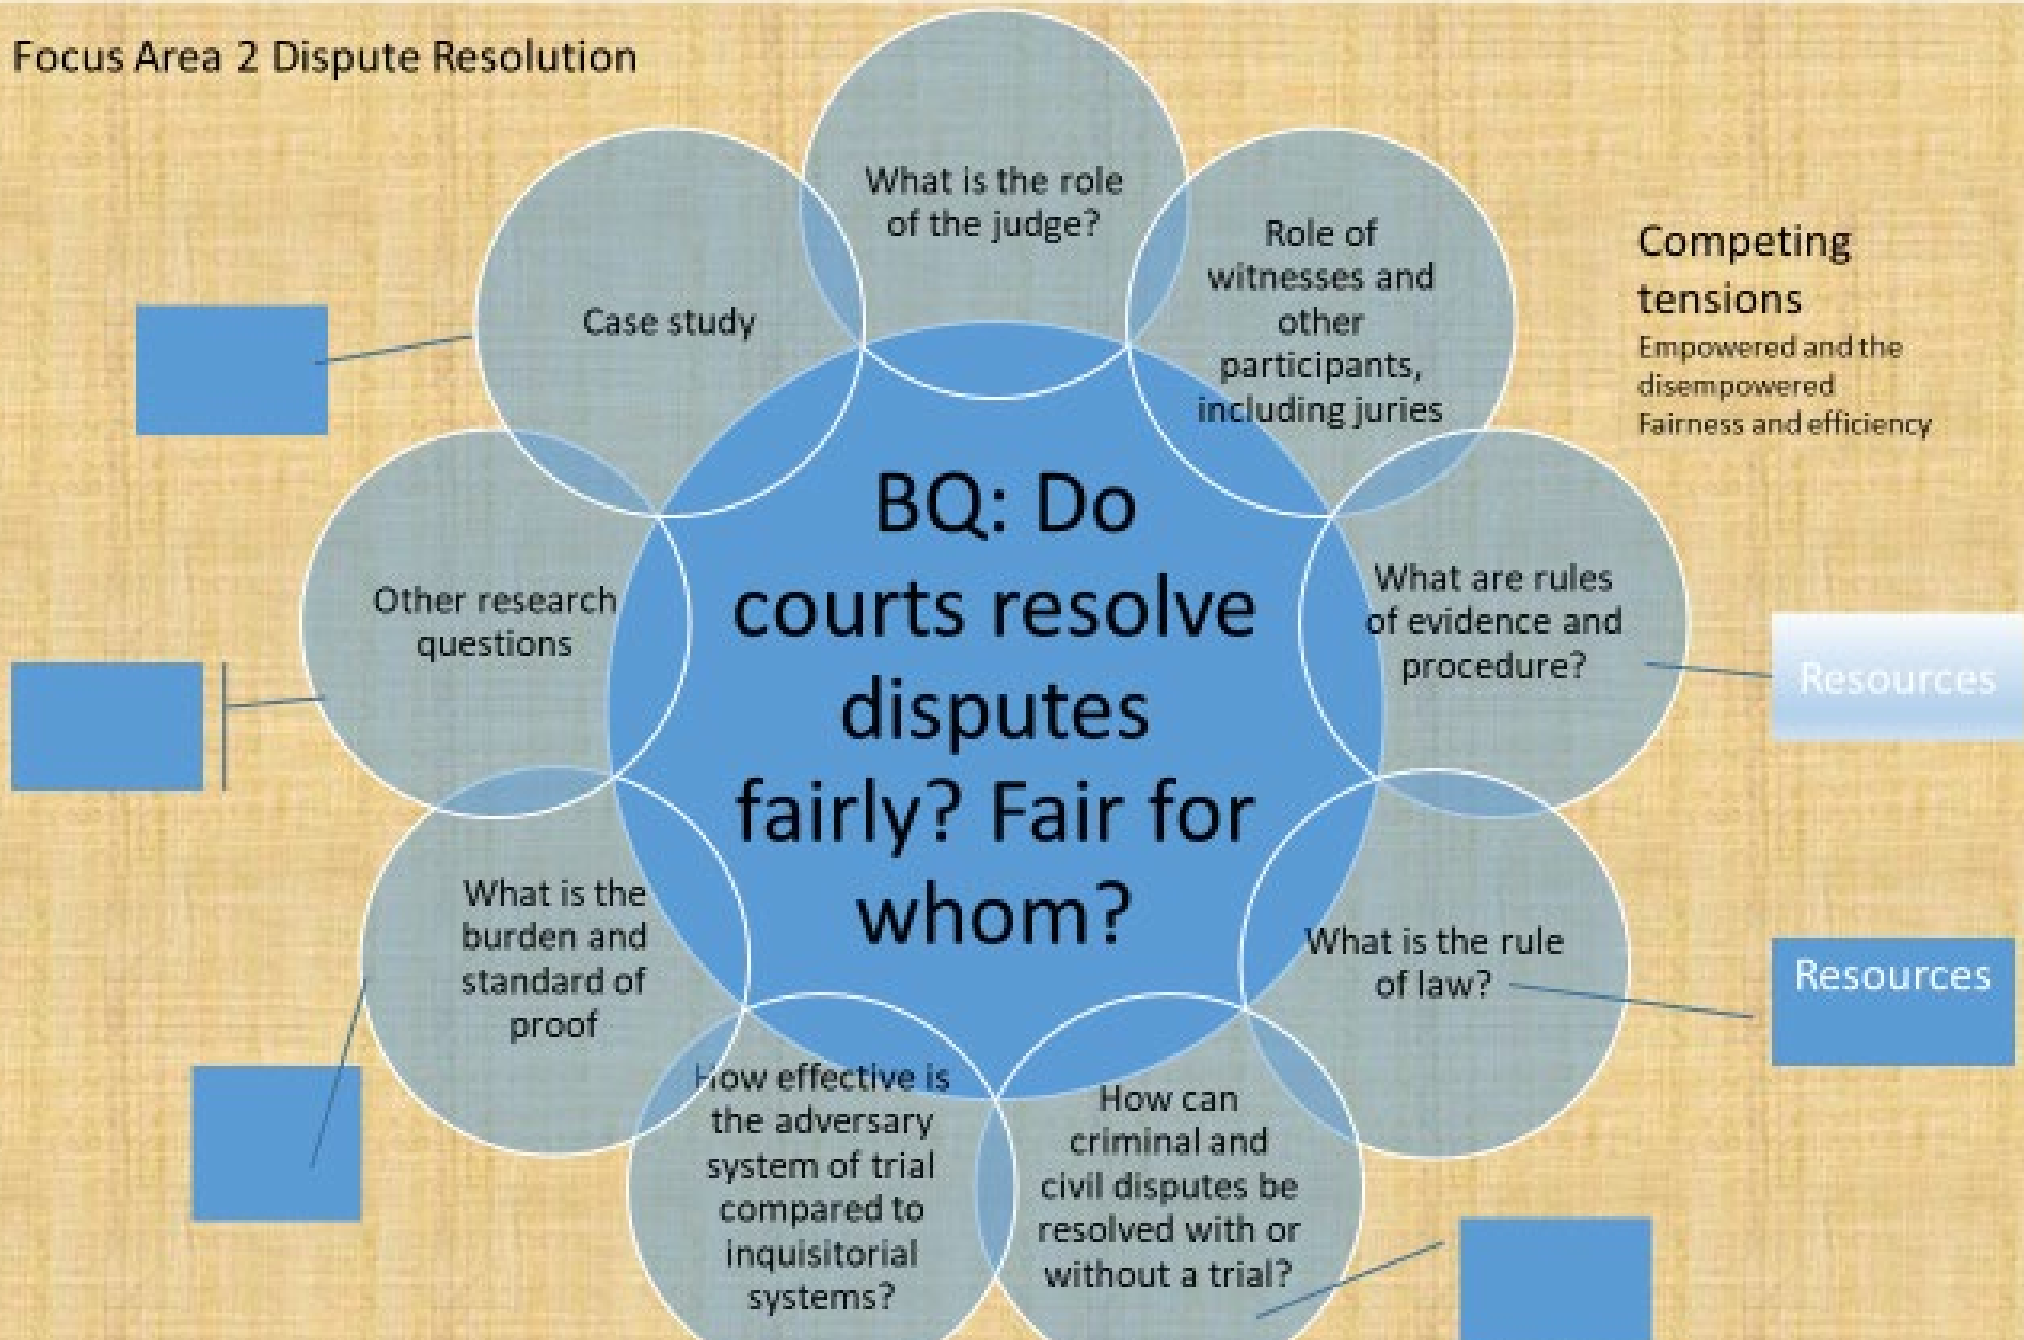 Focus Area 2 Dispute Resolution
What is the role
of the judge?
Role of
witnesses and
other
participants,
including juries
Competing
tensions
Empowered and the
disempowered
Fairness and efficiency
Case study
BQ: Do
courts resolve
disputes
fairly? Fair for
whom?
What are rules
of evidence and
procedure?
Resources
Other research
questions
What is the rule
of law?
Resources
What is the
burden and
standard of
proof
How effective is
the adversary
system of trial
compared to
inquisitorial
systems?
How can
criminal and
civil disputes be
resolved with or
without a trial?